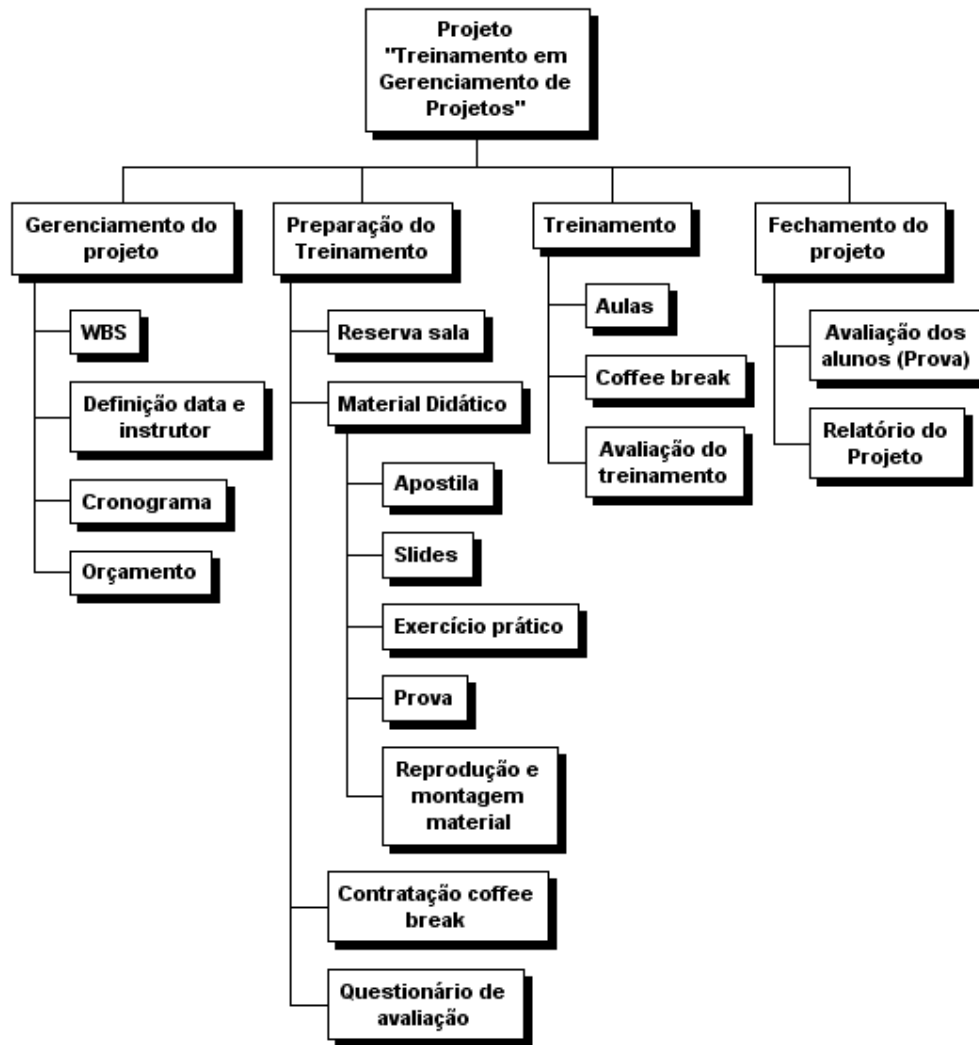 Projeto
"Treinamento em
Gerenciamento de
Projetos"
Gerenciamento do
projeto
WBS
Definição data e
instrutor
Cronograma
Orçamento
Preparação do
Treinamento
Reserva sala
Material Didático
Apostila
Slides
Exercício prático
Prova
Reprodução e
montagem
material
Contratação coffee
break
Questionário de
avaliação
Treinamento
Aulas
Coffee break
Avaliação do
treinamento
Fechamento do
projeto
Avaliação dos
alunos (Prova)
Relatório do
Projeto